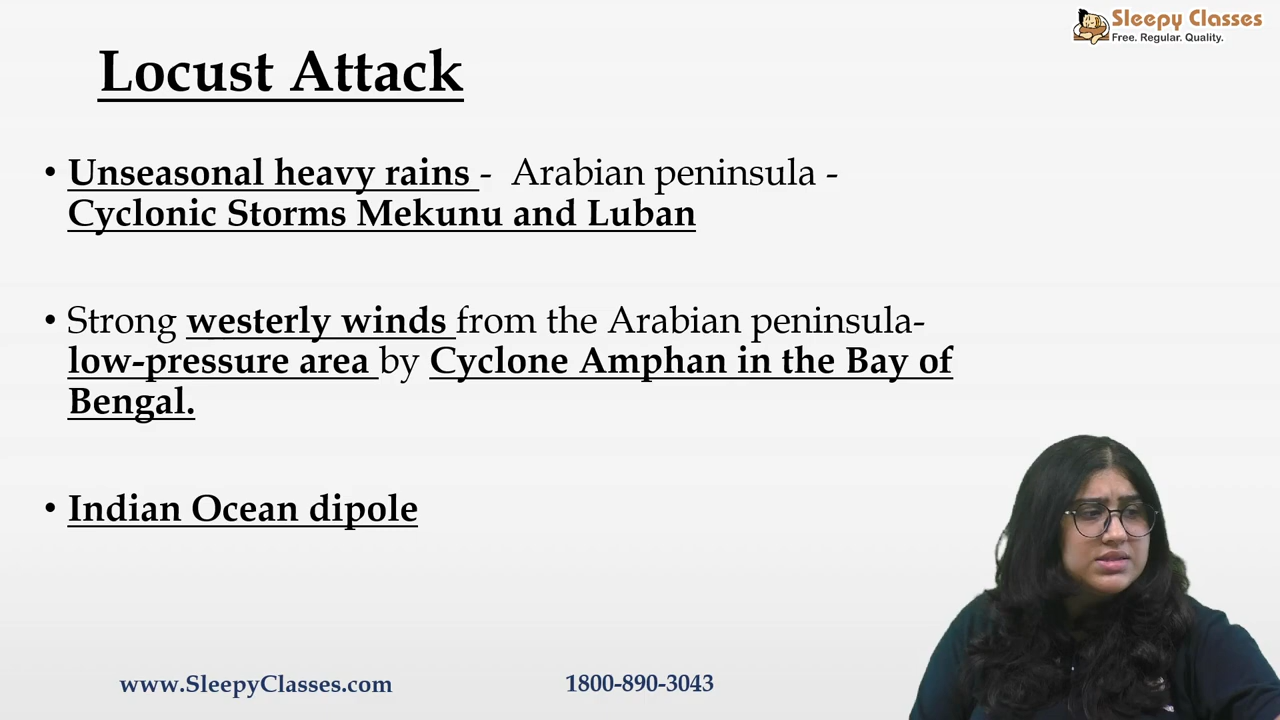 Sleepy Classes
Free. Regular. Quality.
Locust Attack
• Unseasonal heavy rains - Arabian peninsula -
Cyclonic Storms Mekunu and Luban
• Strong westerly winds from the Arabian peninsula-
low-pressure area by Cyclone Amphan in the Bay of
Bengal.
• Indian Ocean dipole
www.SleepyClasses.com 1800-890-3043